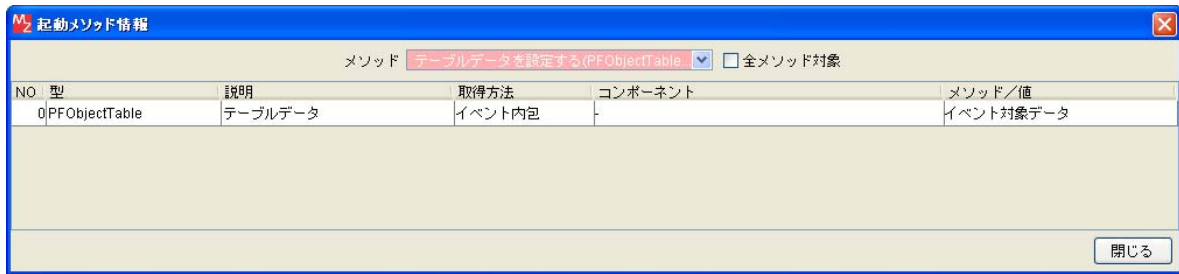 MZ 起動メソッド情報
メソッド テーブルデータを設定する(PFObjectTable... 全メソッド対象
NO 型 説明 取得方法 コンポーネント メソッド／値
0 PFObjectTable テーブルデータ イベント内包 - イベント対象データ
閉じる